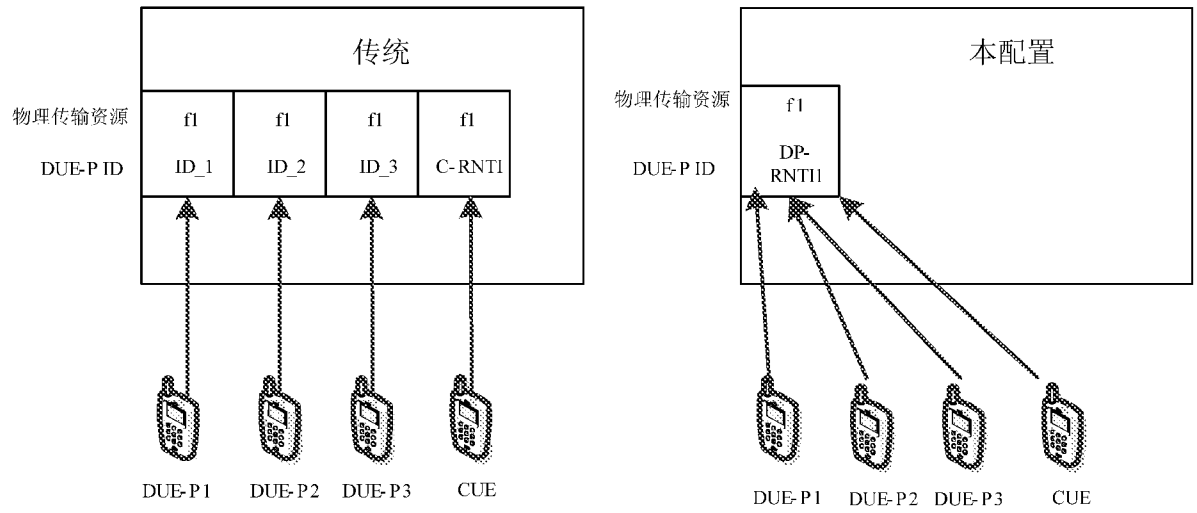 传统
物理传输资源
f1 f1 f1 f1
DUE-P ID
ID_1 ID_2 ID_3 C-RNTI
DUE-P1 DUE-P2 DUE-P3 CUE
本配置
物理传输资源
f1
DUE-P ID
DP-
RNTI1
DUE-P1 DUE-P2 DUE-P3 CUE